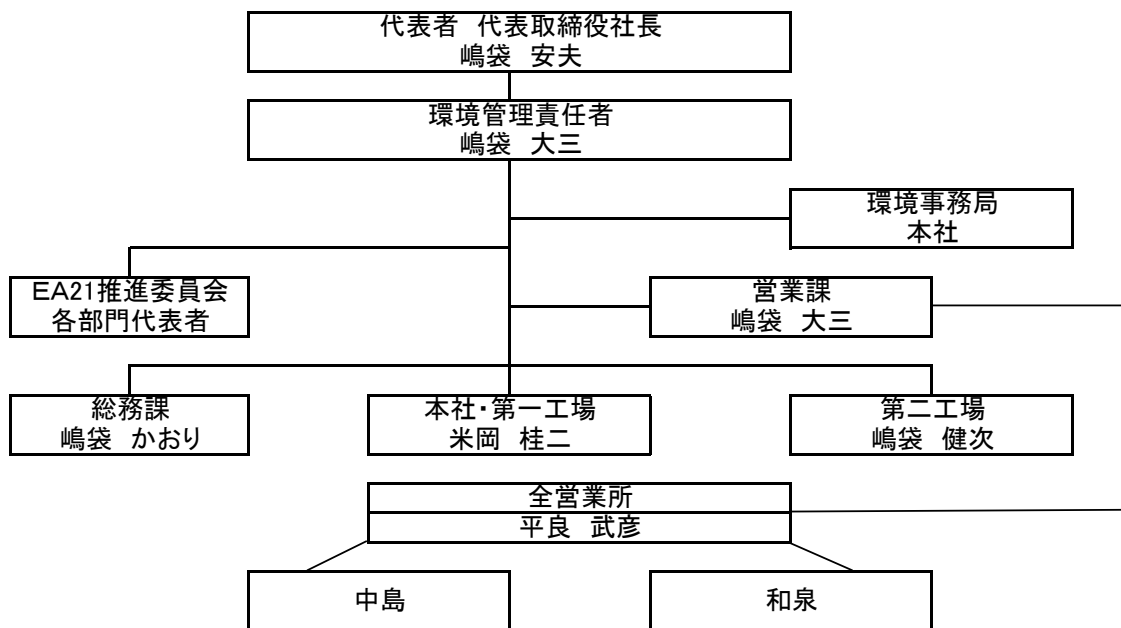 代表者 代表取締役社長
嶋袋 安夫
環境管理責任者
嶋袋 大三
環境事務局
本社
EA21推進委員会
各部門代表者
営業課
嶋袋 大三
総務課
嶋袋 かおり
本社・第一工場
米岡 桂二
第二工場
嶋袋 健次
全営業所
平良 武彦
中島
和泉